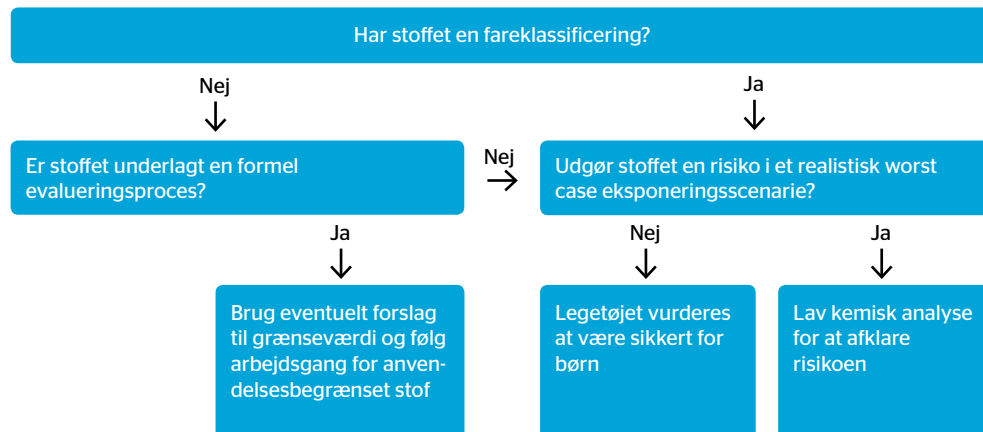 Har stoffet en fareklassificering?
Nej
Ja
Er stoffet underlagt en formel
evalueringsproces?
Nej
Udgør stoffet en risiko i et realistisk worst
case eksponeringsscenarie?
Ja
Nej
Ja
Brug eventuelt forslag
til grænseværdi og følg
arbejdsgang for anven-
delsesbegrænset stof
Legetøjet vurderes
at være sikkert for
børn
Lav kemisk analyse
for at afklare
risikoen